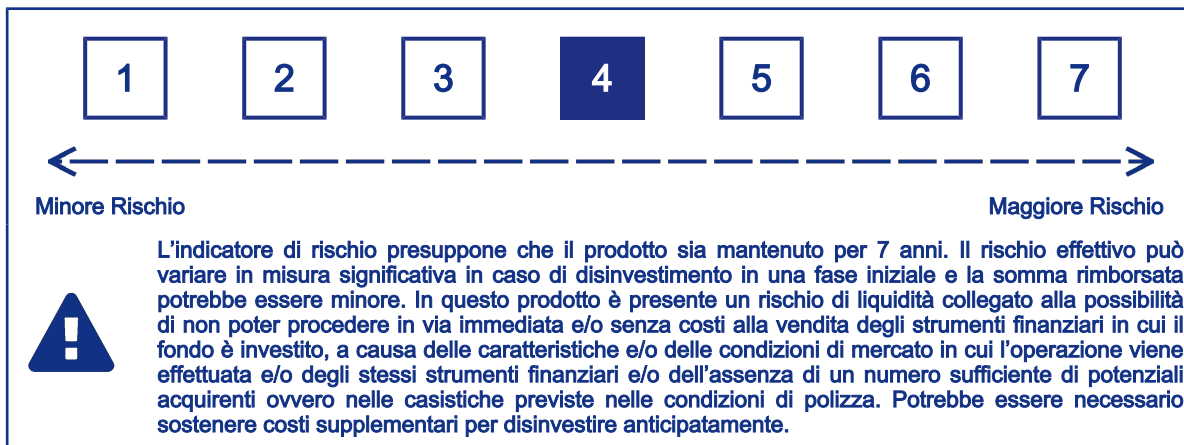 1 2 3 4 5 6 7
Minore Rischio Maggiore Rischio
L'indicatore di rischio presuppone che il prodotto sia mantenuto per 7 anni. Il rischio effettivo può
variare in misura significativa in caso di disinvestimento in una fase iniziale e la somma rimborsata
potrebbe essere minore. In questo prodotto è presente un rischio di liquidità collegato alla possibilità
di non poter procedere in via immediata e/o senza costi alla vendita degli strumenti finanziari in cui il
fondo è investito, a causa delle caratteristiche e/o delle condizioni di mercato in cui l'operazione viene
effettuata e/o degli stessi strumenti finanziari e/o dell'assenza di un numero sufficiente di potenziali
acquirenti ovvero nelle casistiche previste nelle condizioni di polizza. Potrebbe essere necessario
sostenere costi supplementari per disinvestire anticipatamente.